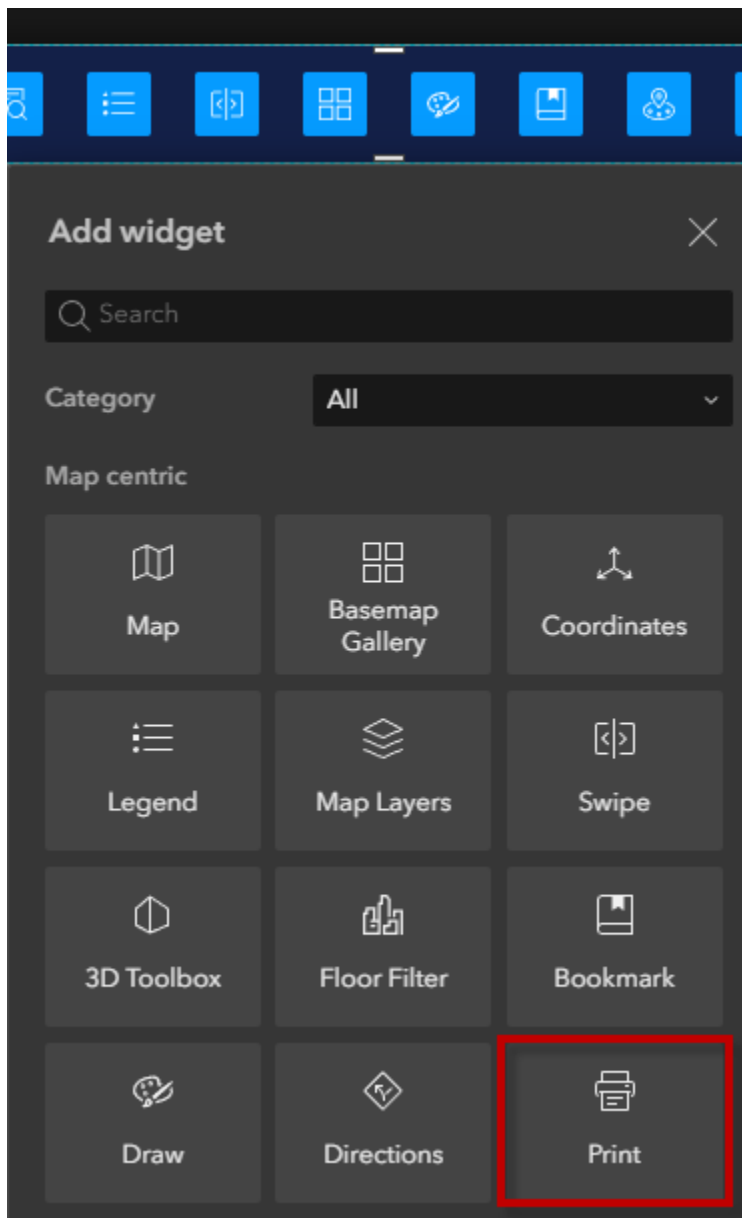 Add widget
Search
Category
All
Map centric
Map
Basemap
Gallery
Coordinates
Legend
Map Layers
Swipe
3D Toolbox
Floor Filter
Bookmark
Draw
Directions
Print